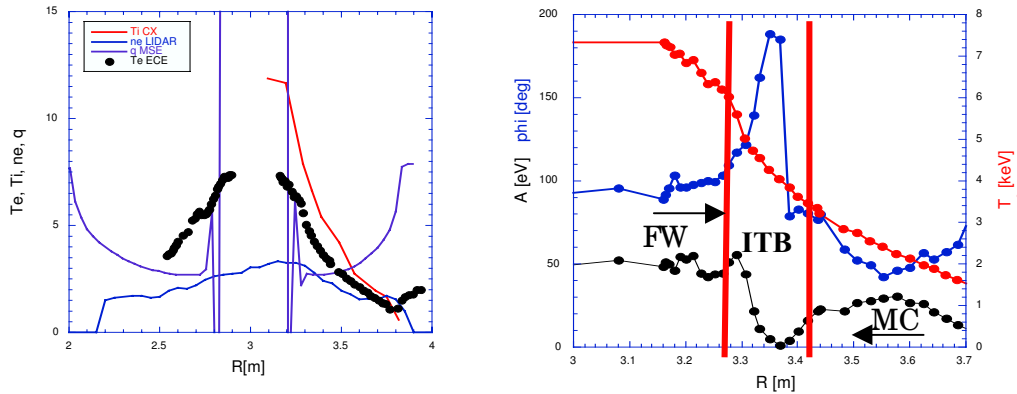 15
10
5
0
Te, Ti, ne, q
Ti CX
ne LIDAR
q MSE
Te ECE
2
2.5
3
3.5
4
R[m]
200
150
100
50
0
A [eV]
phi [deg]
FW
ITB
MC
8
7
6
5
4
3
2
1
0
T [keV]
3
3.1
3.2
3.3
3.4
3.5
3.6
3.7
R [m]